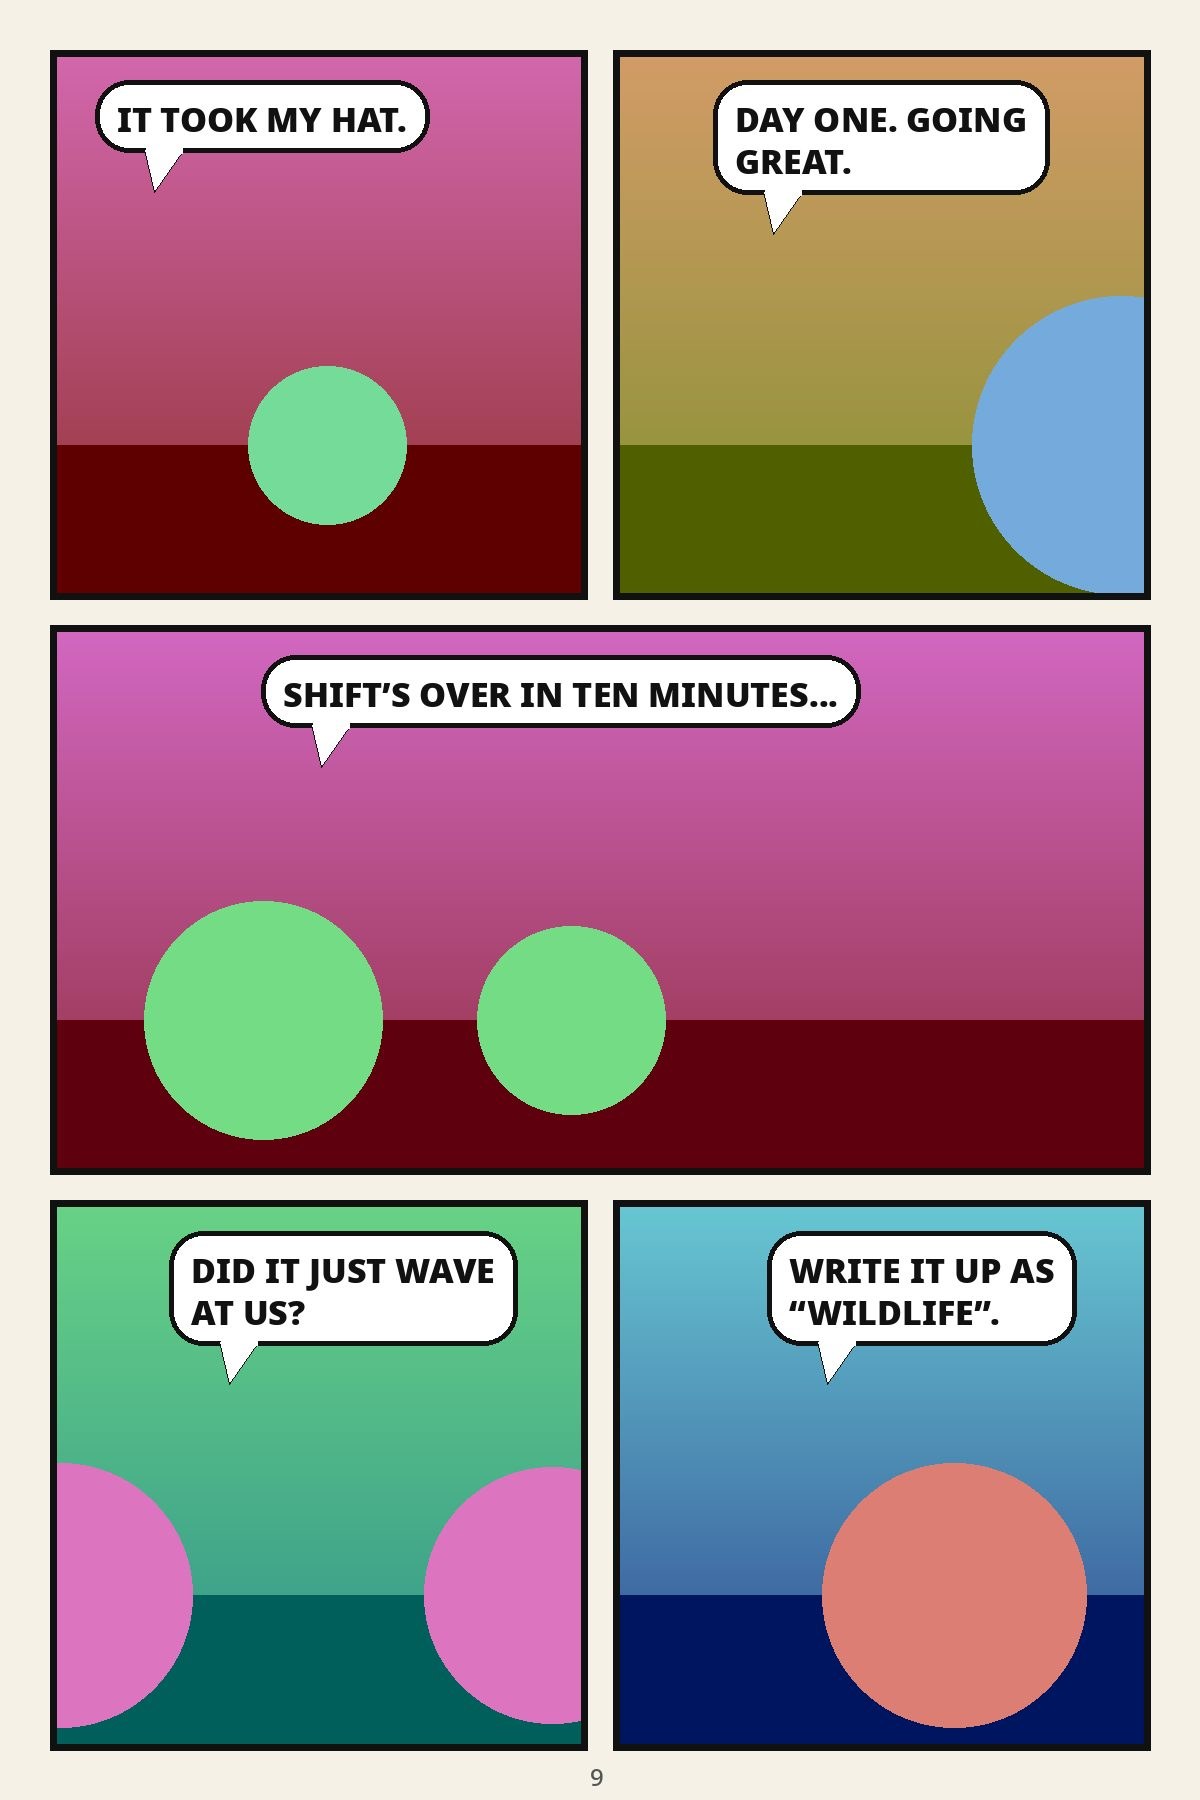 IT TOOK MY HAT.
DAY ONE. GOING
GREAT.
SHIFT’S OVER IN TEN MINUTES...
DID IT JUST WAVE
AT US?
WRITE IT UP AS
“WILDLIFE”.
9